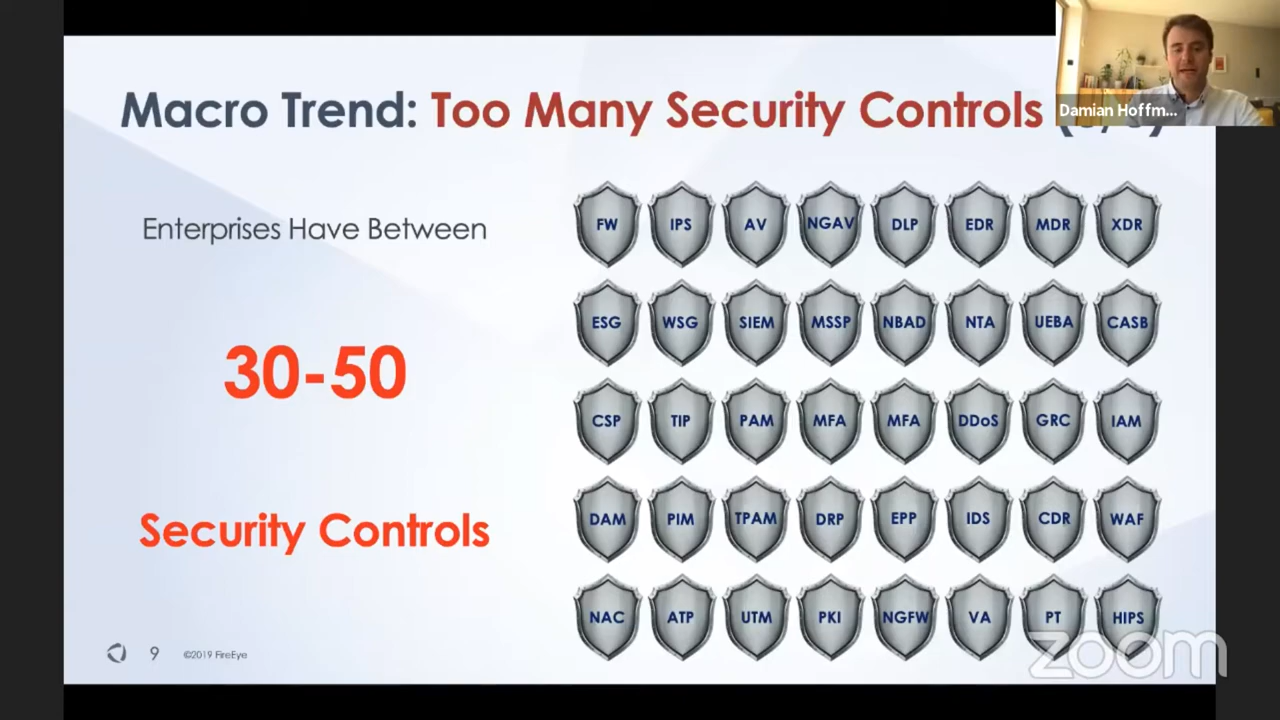 Macro Trend: Too Many Security Controls
Damian Hoffm...
Enterprises Have Between
30-50
Security Controls
FW IPS AV NGAV DLP EDR MDR XDR
ESG WSG SIEM MSSP NBAD NTA UEBA CASB
CSP TIP PAM MFA MFA DDoS GRC IAM
DAM PIM TPAM DRP EPP IDS CDR WAF
NAC ATP UTM PKI NGFW VA PT HIPS
9 ©2019 FireEye
zoom